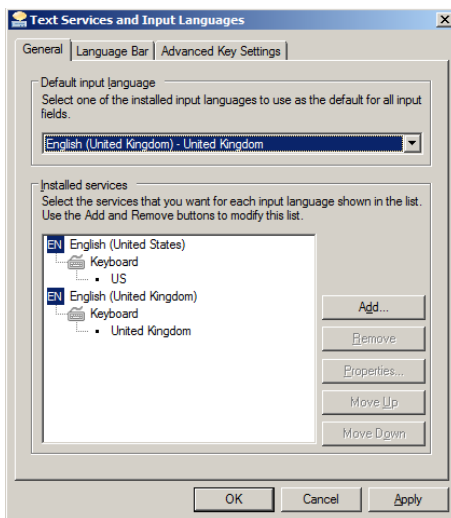 Text Services and Input Languages
General
Language Bar
Advanced Key Settings
Default input language
Select one of the installed input languages to use as the default for all input
fields.
English (United Kingdom) - United Kingdom
Installed services
Select the services that you want for each input language shown in the list.
Use the Add and Remove buttons to modify this list.
EN English (United States)
Keyboard
US
EN English (United Kingdom)
Keyboard
United Kingdom
Add...
Remove
Properties...
Move Up
Move Down
OK
Cancel
Apply